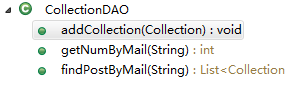 CollectionDAO
addCollection(Collection) : void
getNumByMail(String) : int
findPostByMail(String) : List<Collection